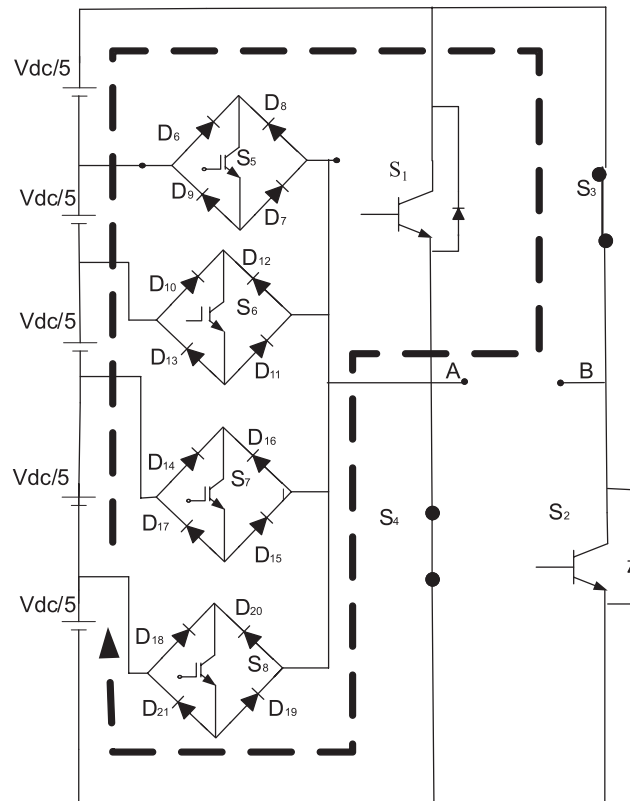 Vdc/5
D8
D6
S5
S1
D9
S3
Vdc/5
D7
D12
D10
S6
Vdc/5
D13
D11
A
B
D16
D14
S7
Vdc/5
S4
S2
D17
D15
Vdc/5
D20
D18
S8
D21
D19